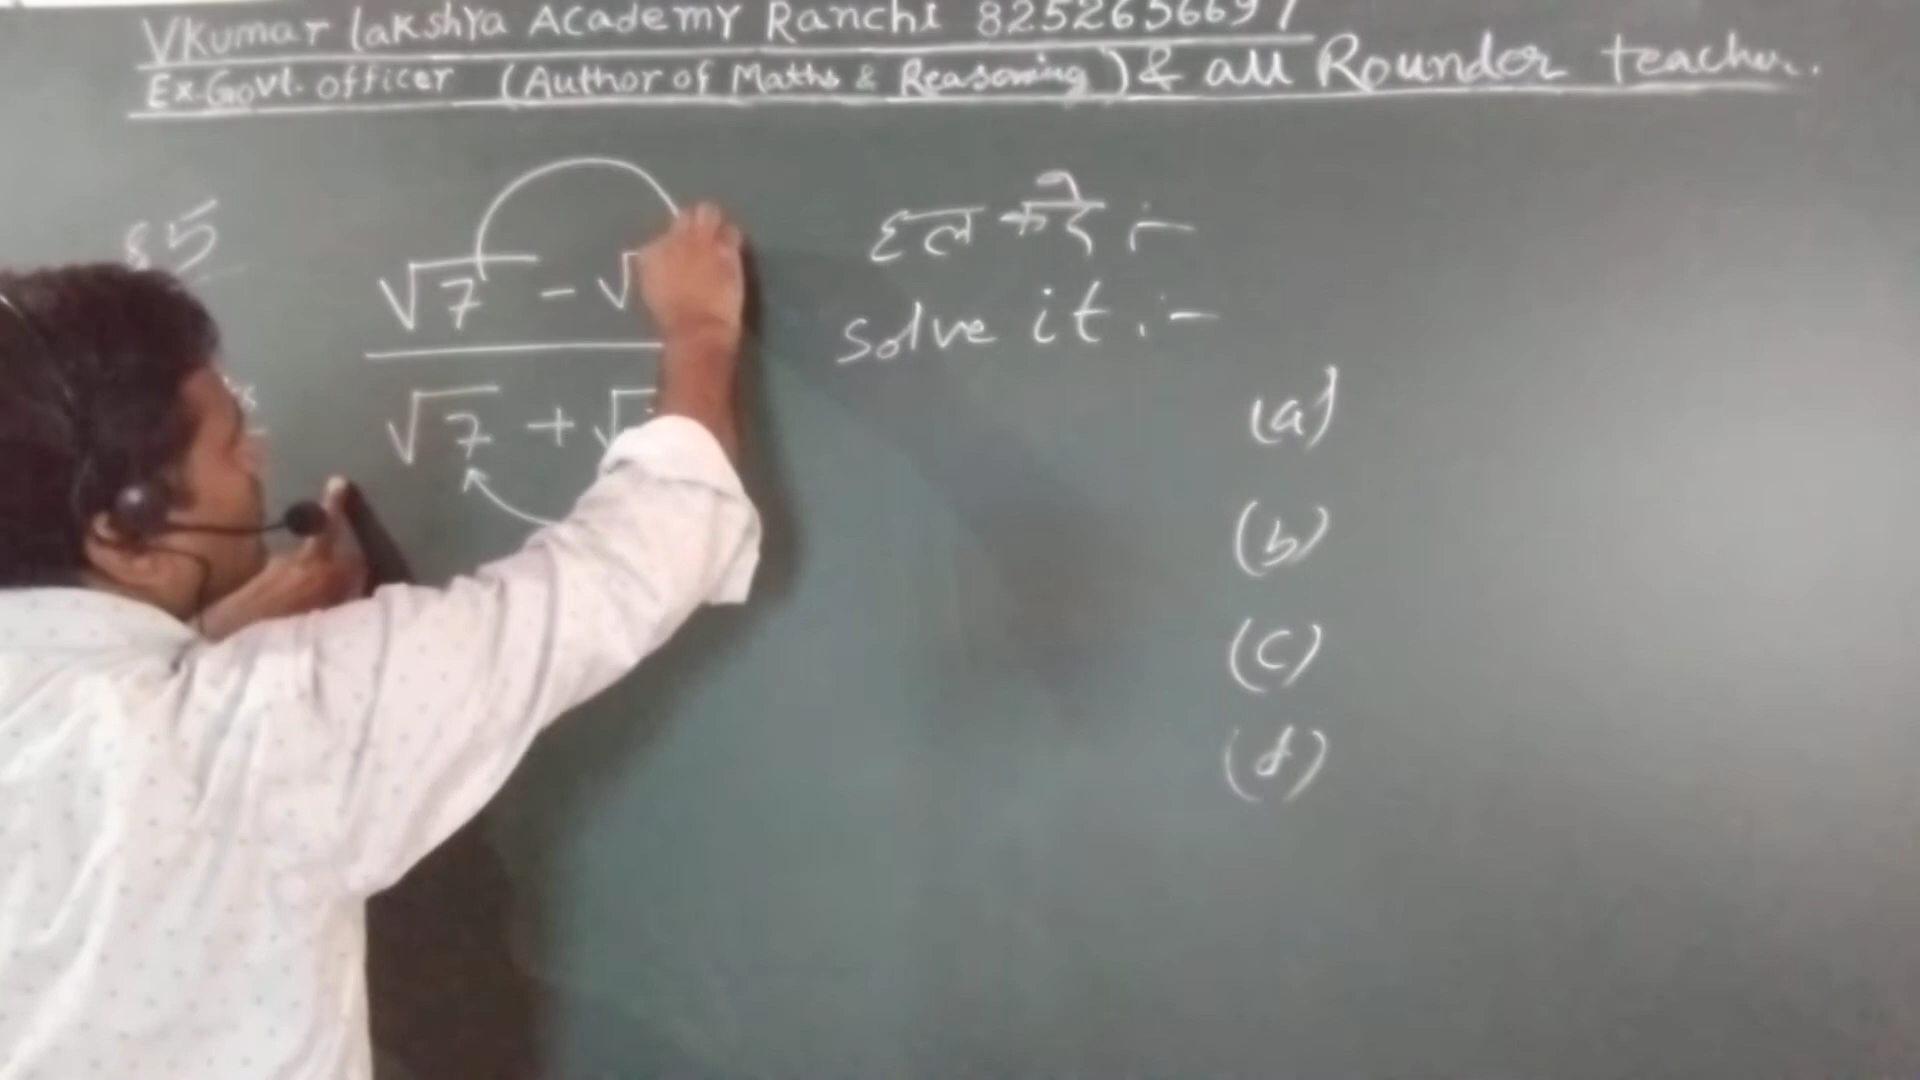 Vkumar Lakshya Academy Ranchi
Ex. Govt. officer (Author of Maths & Reasoning) & all Rounder teacher.
85
हल करें :-
√7 - √
solve it :-
√7 + √
(a)
(b)
(c)
(d)